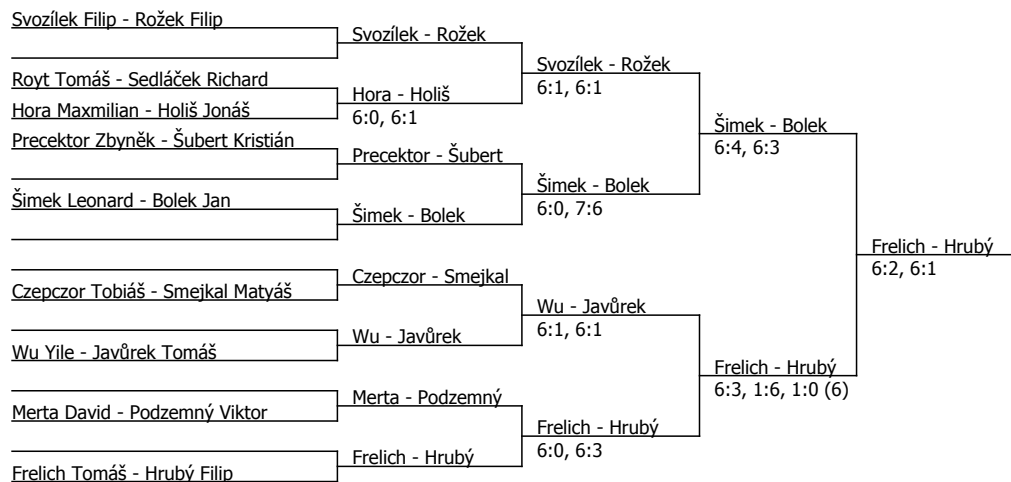 Svozílek Filip - Rožek Filip
Royt Tomáš - Sedláček Richard
Hora Maxmilian - Holiš Jonáš
Precektor Zbyněk - Šubert Kristián
Šimek Leonard - Bolek Jan
Czepczor Tobiáš - Smejkal Matyáš
Wu Yile - Javůrek Tomáš
Merta David - Podzemný Viktor
Frelich Tomáš - Hrubý Filip
Svozílek - Rožek
Hora - Holiš
6:0, 6:1
Precektor - Šubert
Šimek - Bolek
Czepczor - Smejkal
Wu - Javůrek
Merta - Podzemný
Frelich - Hrubý
Svozílek - Rožek
6:1, 6:1
Šimek - Bolek
6:0, 7:6
Wu - Javůrek
6:1, 6:1
Frelich - Hrubý
6:0, 6:3
Šimek - Bolek
6:4, 6:3
Frelich - Hrubý
6:3, 1:6, 1:0 (6)
Frelich - Hrubý
6:2, 6:1